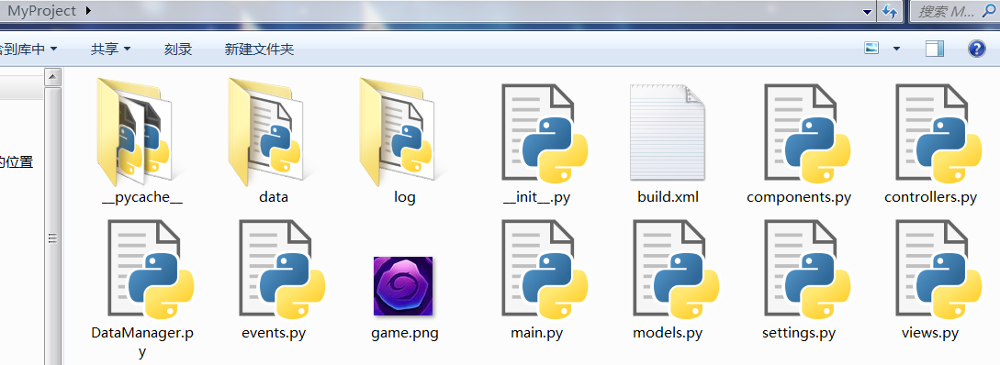 MyProject
搜索 M...
含到库中
共享
刻录
新建文件夹
的位置
__pycache__
data
log
__init__.py
build.xml
components.py
controllers.py
DataManager.p
y
events.py
game.png
main.py
models.py
settings.py
views.py